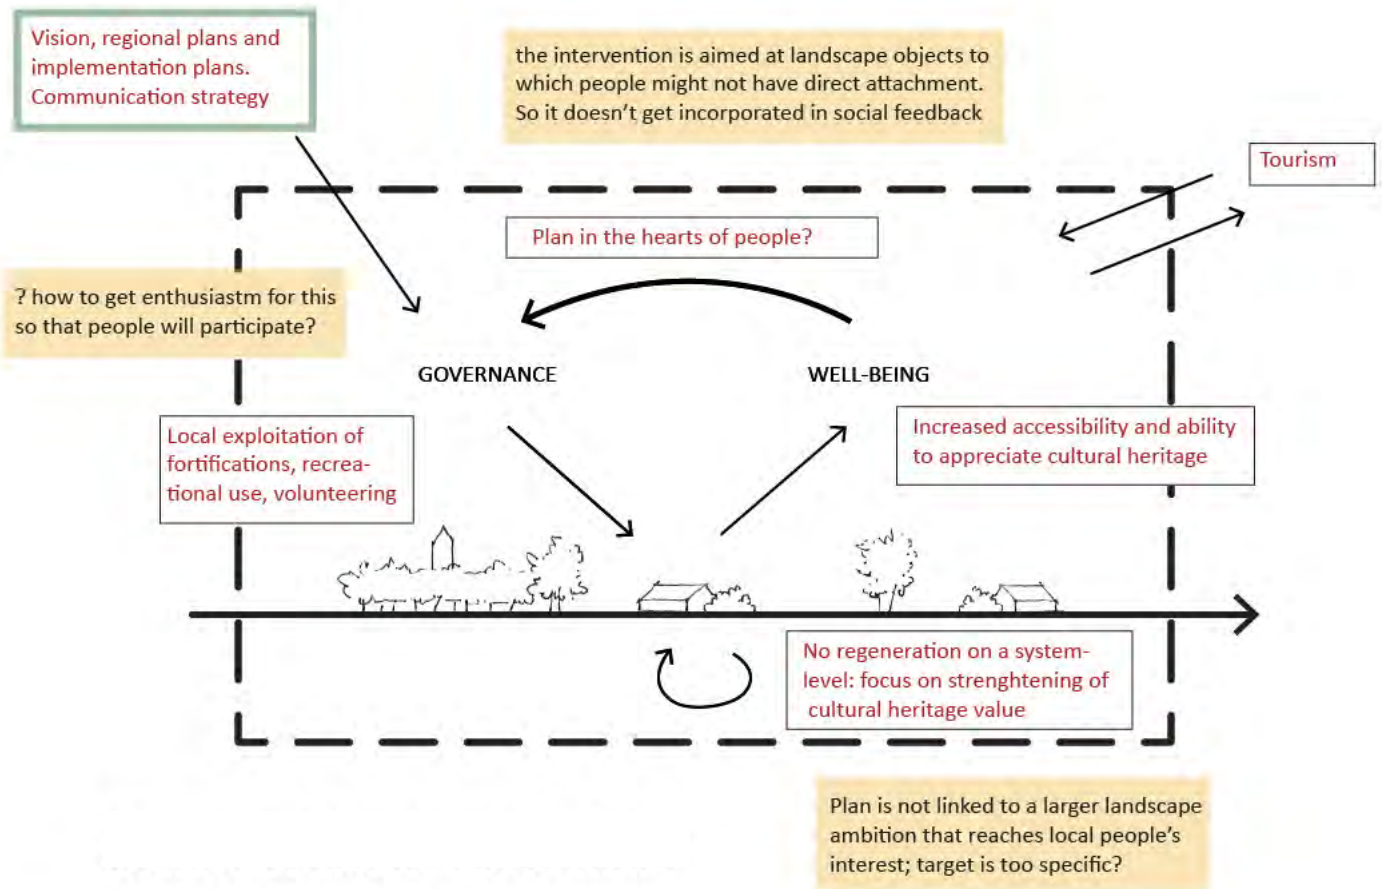 Vision, regional plans and
implementation plans.
Communication strategy
the intervention is aimed at landscape objects to
which people might not have direct attachment.
So it doesn't get incorporated in social feedback
Tourism
Plan in the hearts of people?
? how to get enthusiastm for this
so that people will participate?
GOVERNANCE
WELL-BEING
Local exploitation of
fortifications, recrea-
tional use, volunteering
Increased accessibility and ability
to appreciate cultural heritage
No regeneration on a system-
level: focus on strenghtening of
cultural heritage value
Plan is not linked to a larger landscape
ambition that reaches local people's
interest; target is too specific?